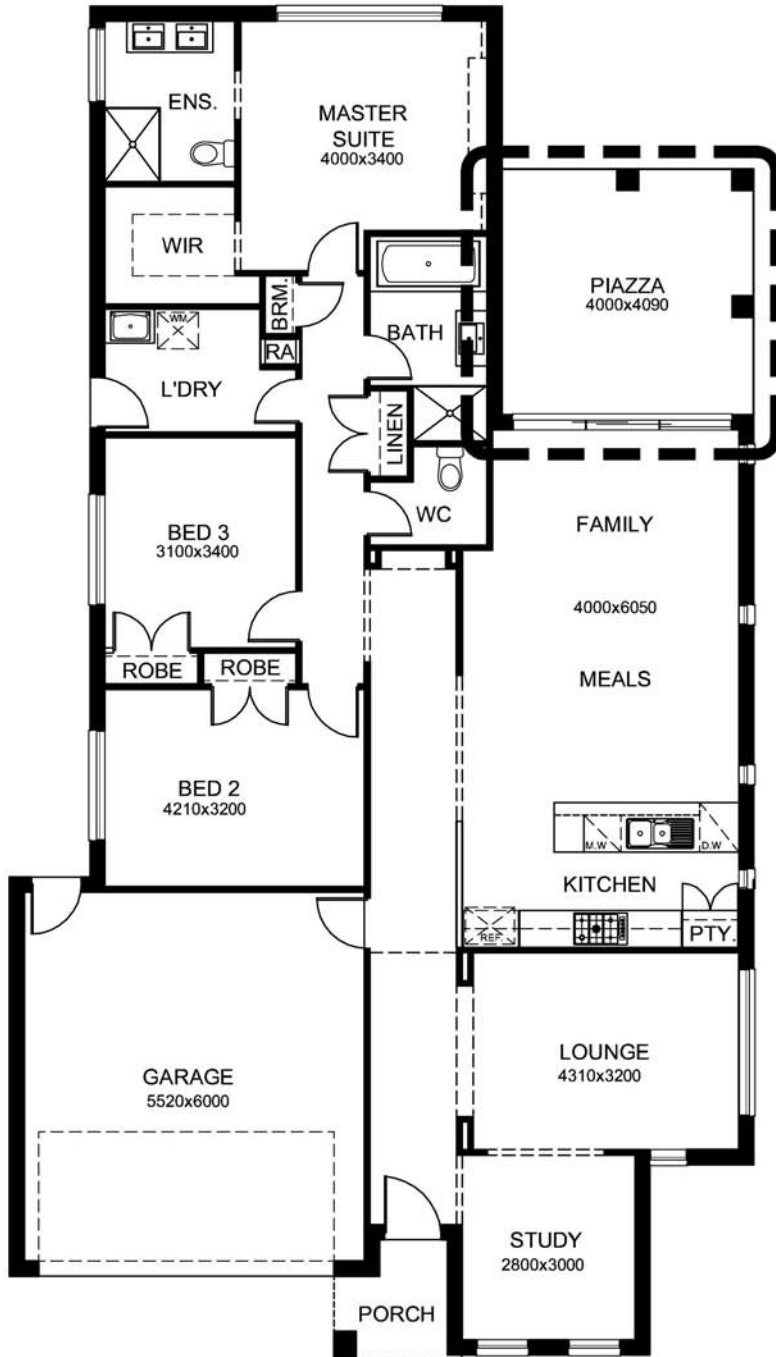 ENS.
MASTER
SUITE
4000x3400
WIR
PIAZZA
4000x4090
BRM.
BATH
WM
RA
L'DRY
LINEN
WC
FAMILY
BED 3
3100x3400
4000x6050
ROBE
ROBE
MEALS
BED 2
4210x3200
M.W
D.W
KITCHEN
REF.
PTY.
LOUNGE
4310x3200
GARAGE
5520x6000
STUDY
2800x3000
PORCH